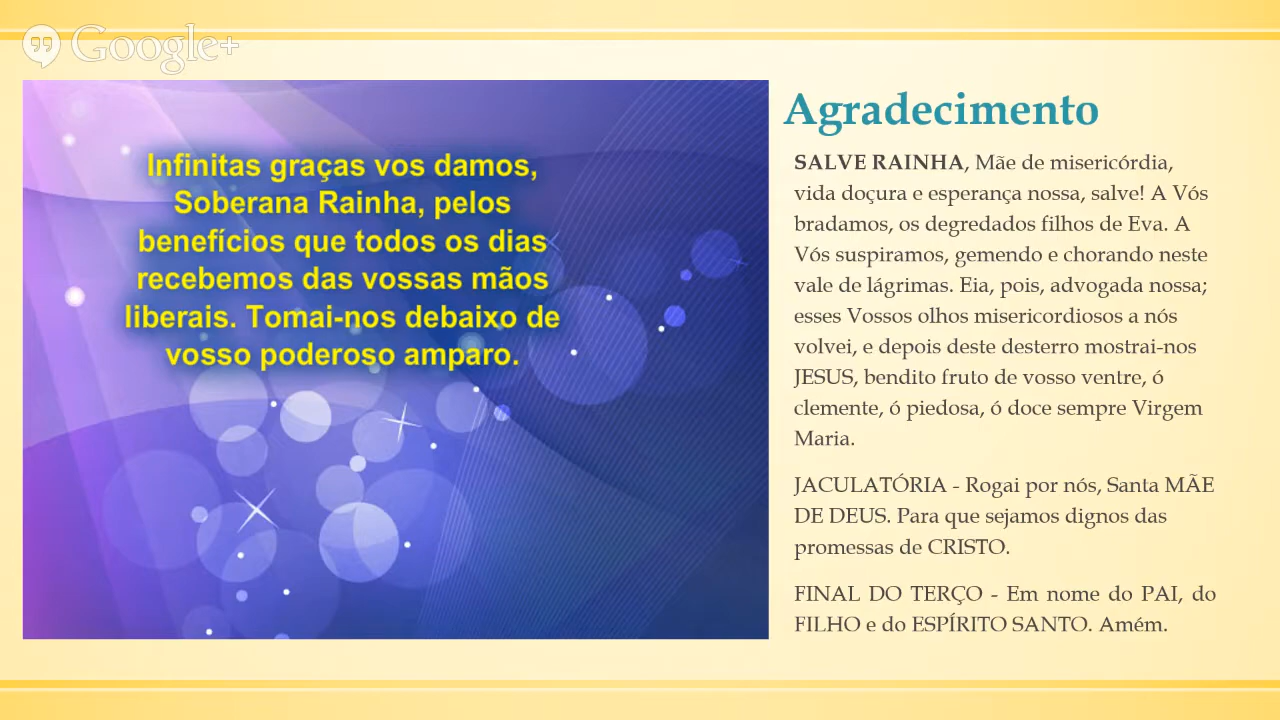 Google+
Infinitas graças vos damos,
Soberana Rainha, pelos
benefícios que todos os dias
recebemos das vossas mãos
liberais. Tomai-nos debaixo de
vosso poderoso amparo.
Agradecimento
SALVE RAINHA, Mãe de misericórdia,
vida doçura e esperança nossa, salve! A Vós
bradamos, os degredados filhos de Eva. A
Vós suspiramos, gemendo e chorando neste
vale de lágrimas. Eia, pois, advogada nossa;
esses Vossos olhos misericordiosos a nós
volvei, e depois deste desterro mostrai-nos
JESUS, bendito fruto de vosso ventre, ó
clemente, ó piedosa, ó doce sempre Virgem
Maria.
JACULATÓRIA - Rogai por nós, Santa MÃE
DE DEUS. Para que sejamos dignos das
promessas de CRISTO.
FINAL DO TERÇO - Em nome do PAI, do
FILHO e do ESPÍRITO SANTO. Amém.